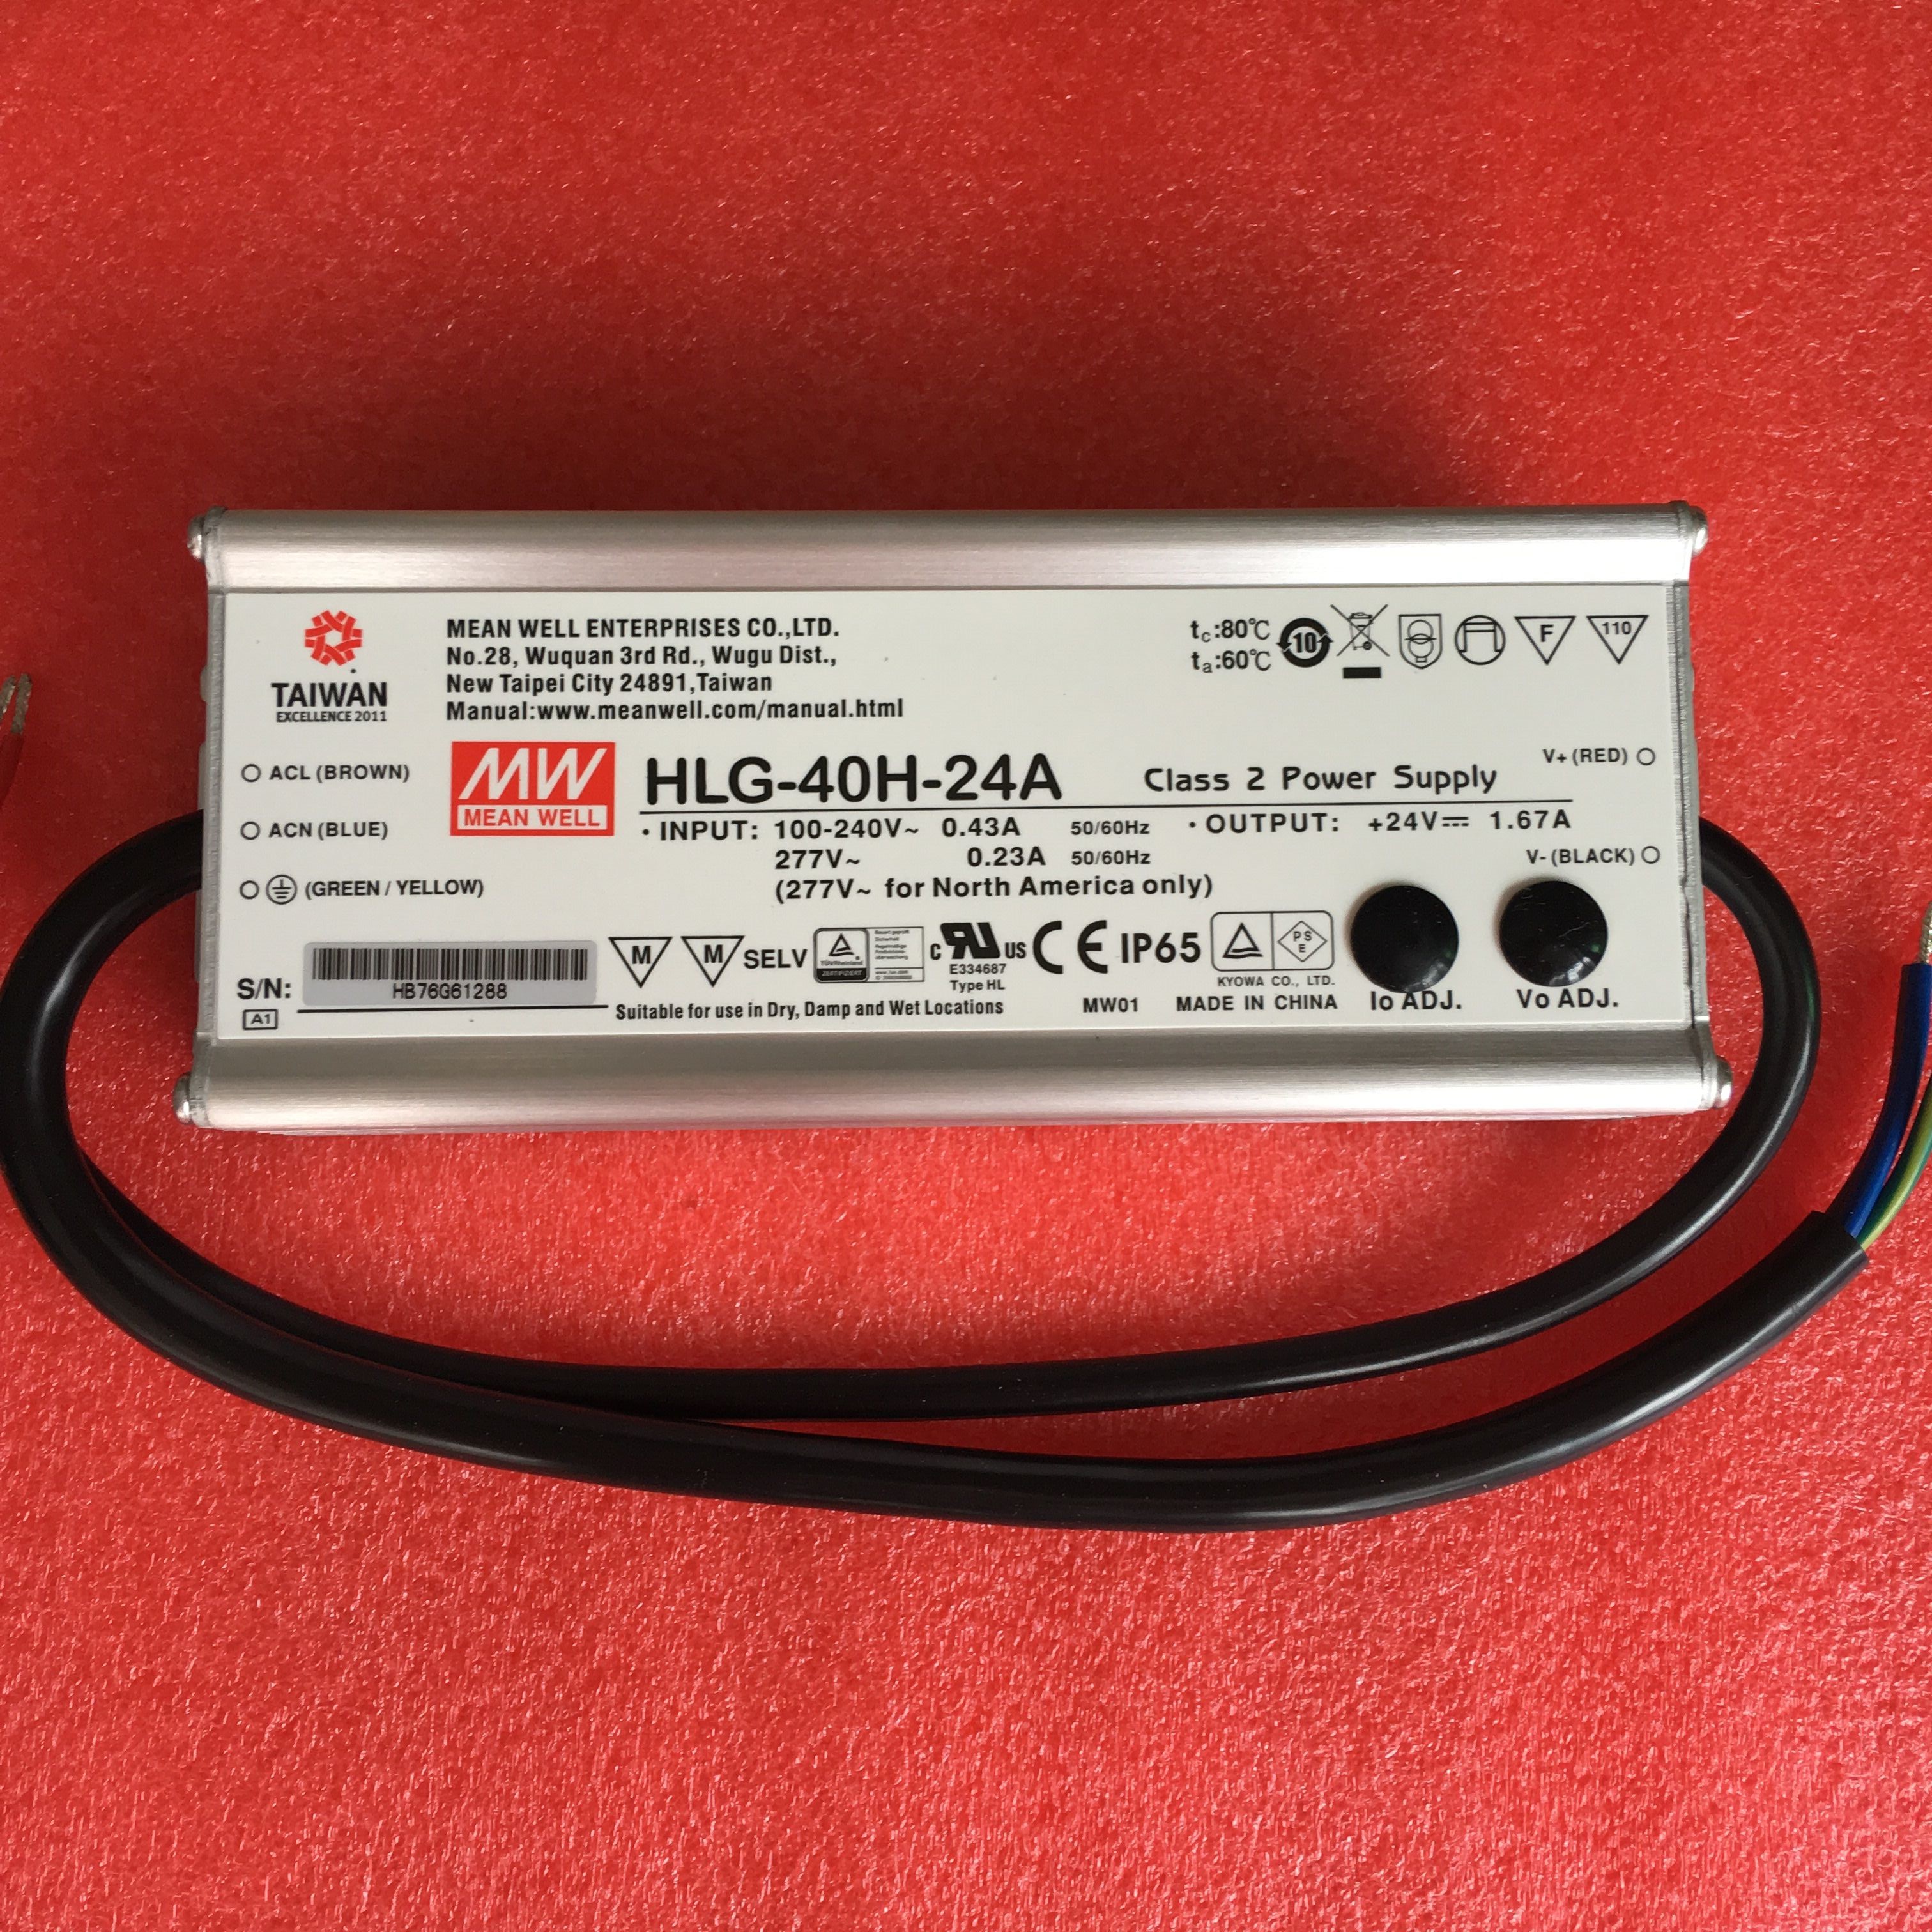 TAIWAN
EXCELLENCE 2011
MEAN WELL ENTERPRISES CO.,LTD.
No.28, Wuquan 3rd Rd., Wugu Dist.,
New Taipei City 24891,Taiwan
Manual:www.meanwell.com/manual.html
tc:80℃
ta:60℃
10
F
110
ACL (BROWN)
ACN (BLUE)
(GREEN / YELLOW)
MW
MEAN WELL
HLG-40H-24A
Class 2 Power Supply
V+ (RED)
• INPUT: 100-240V~ 0.43A 50/60Hz
277V~ 0.23A 50/60Hz
(277V~ for North America only)
• OUTPUT: +24V⎓ 1.67A
V- (BLACK)
S/N:
HB76G61288
A1
M
M
SELV
TÜVRheinland
ZERTIFIZIERT
c RU US
E334687
Type HL
CE
IP65
PS
E
KYOWA CO., LTD.
Suitable for use in Dry, Damp and Wet Locations
MW01
MADE IN CHINA
Io ADJ.
Vo ADJ.